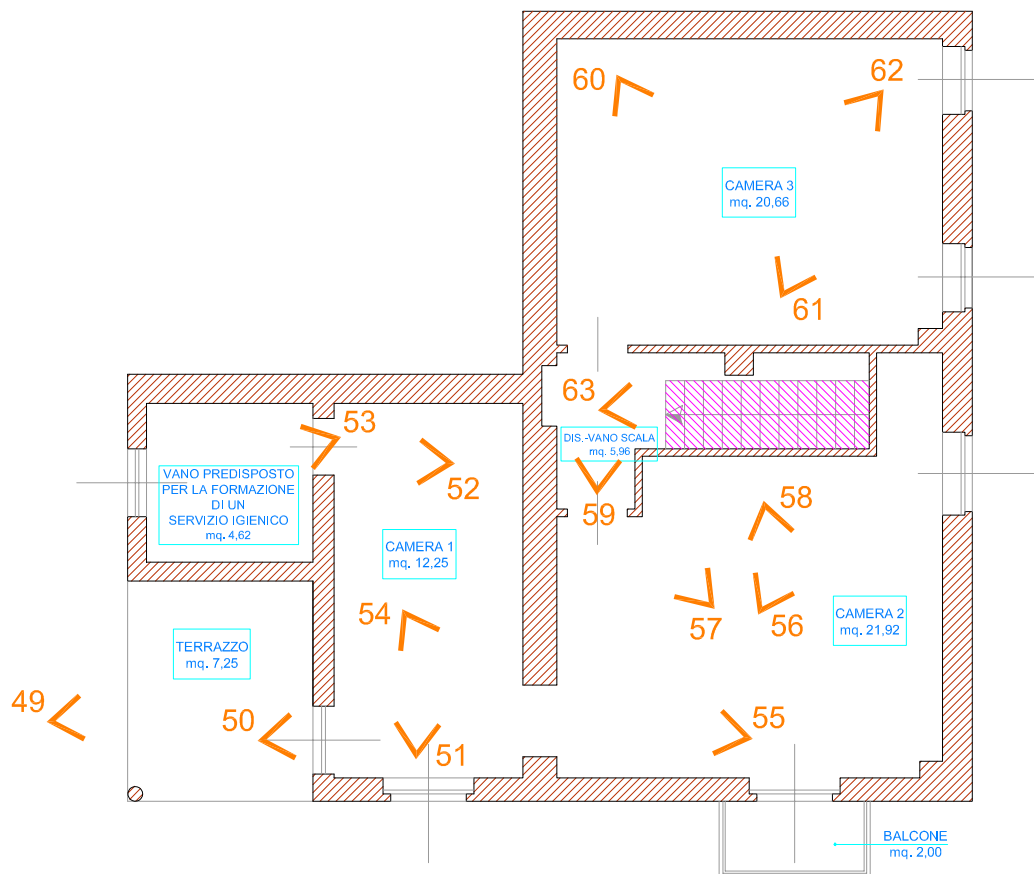 60
62
CAMERA 3
mq. 20,66
61
63
DIS.-VANO SCALA
mq. 5,96
53
52
VANO PREDISPOSTO
PER LA FORMAZIONE
DI UN
SERVIZIO IGIENICO
mq. 4,62
59
58
CAMERA 1
mq. 12,25
54
57
56
CAMERA 2
mq. 21,92
TERRAZZO
mq. 7,25
49
50
51
55
BALCONE
mq. 2,00